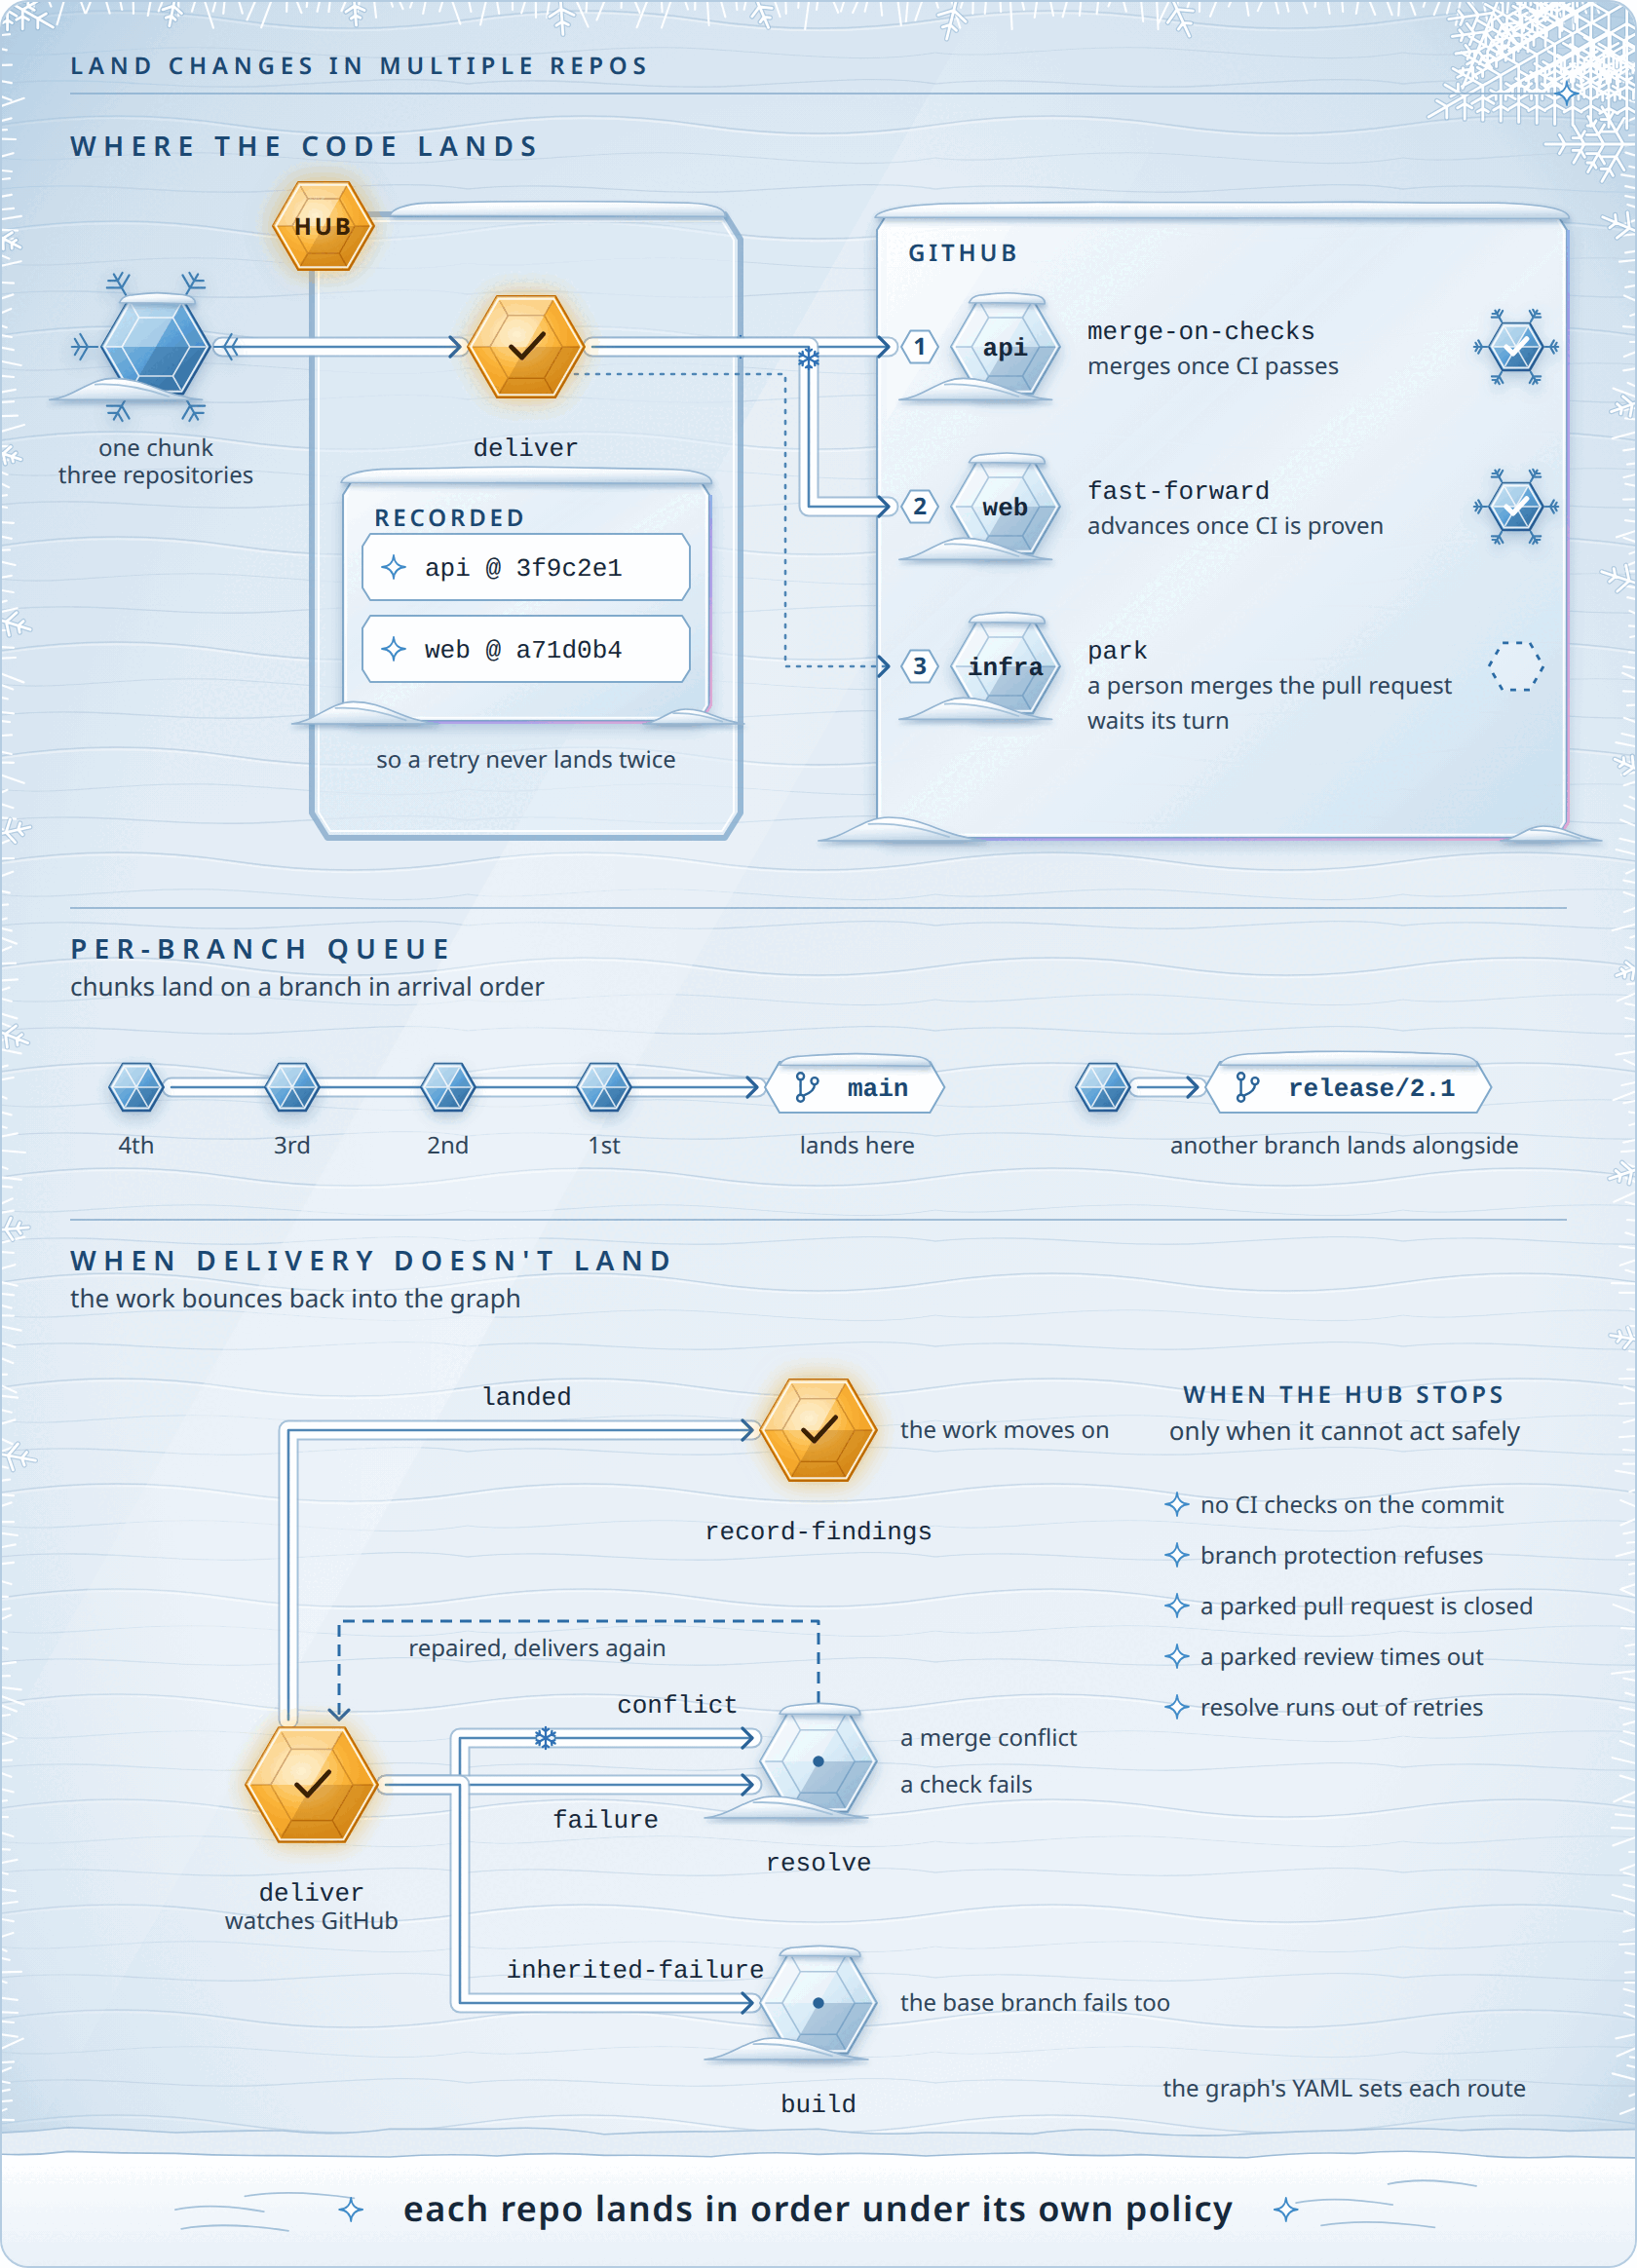 LAND CHANGES IN MULTIPLE REPOS
WHERE THE CODE LANDS
HUB
one chunk
three repositories
deliver
RECORDED
api @ 3f9c2e1
web @ a71d0b4
so a retry never lands twice
GITHUB
1
api
merge-on-checks
merges once CI passes
2
web
fast-forward
advances once CI is proven
3
infra
park
a person merges the pull request
waits its turn
PER-BRANCH QUEUE
chunks land on a branch in arrival order
4th
3rd
2nd
1st
main
lands here
release/2.1
another branch lands alongside
WHEN DELIVERY DOESN'T LAND
the work bounces back into the graph
landed
the work moves on
record-findings
repaired, delivers again
conflict
a merge conflict
a check fails
failure
resolve
deliver
watches GitHub
inherited-failure
the base branch fails too
build
WHEN THE HUB STOPS
only when it cannot act safely
no CI checks on the commit
branch protection refuses
a parked pull request is closed
a parked review times out
resolve runs out of retries
the graph's YAML sets each route
each repo lands in order under its own policy